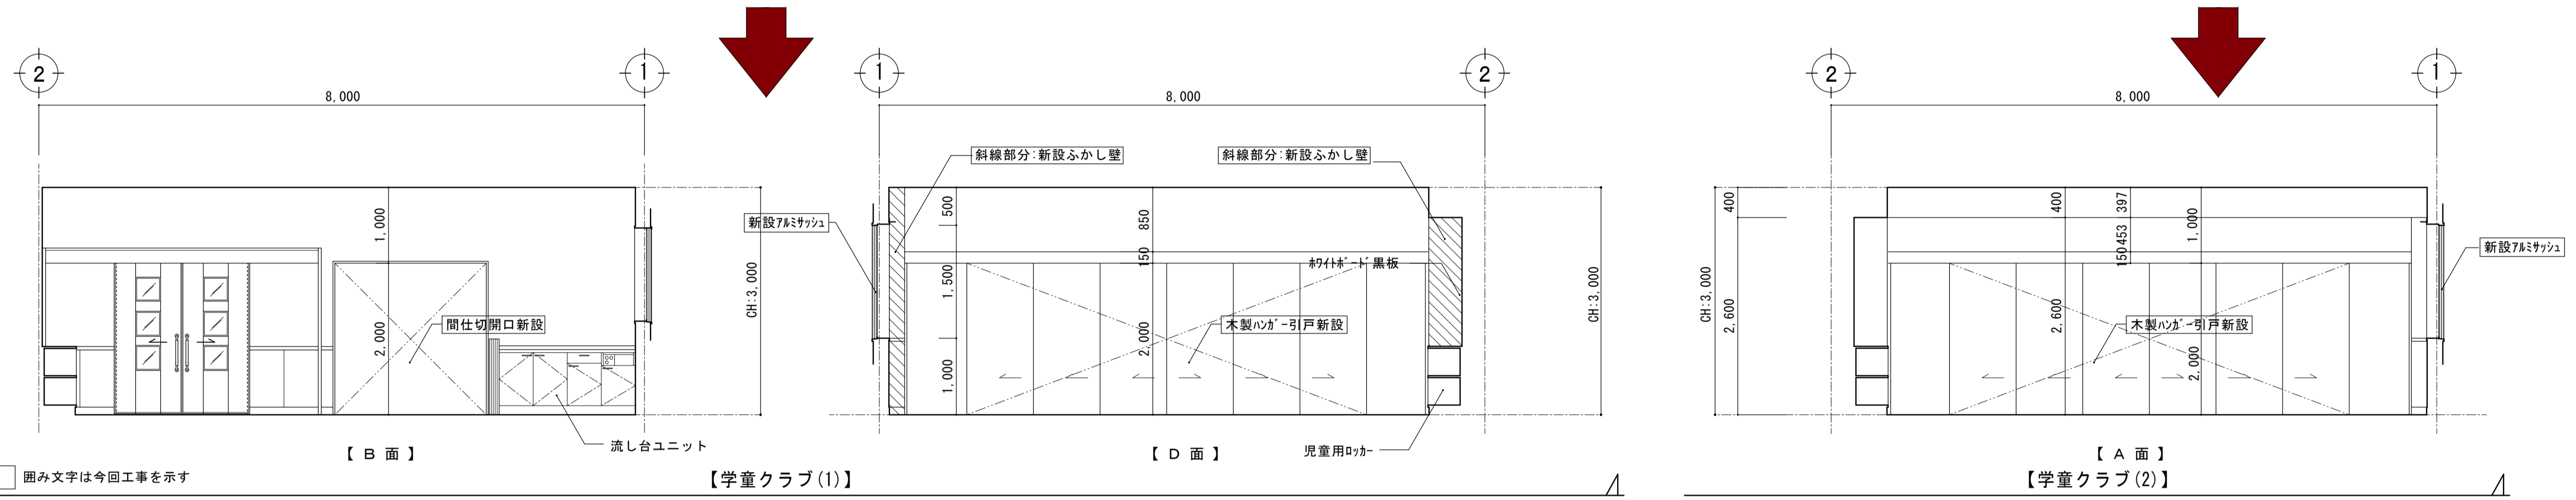 2
1
8,000
1,000
2,000
CH:3,000
間仕切開口新設
流し台ユニット
【 B 面 】
囲み文字は今回工事を示す
【学童クラブ(1)】
1
2
8,000
斜線部分:新設ふかし壁
斜線部分:新設ふかし壁
新設ｱﾙﾐｻｯｼｭ
500
1,500
1,000
850
150
2,000
ﾎﾜｲﾄﾎﾞｰﾄﾞ黒板
木製ﾊﾝｶﾞｰ引戸新設
CH:3,000
児童用ﾛｯｶｰ
【 D 面 】
2
1
8,000
CH:3,000
400
2,600
400
2,600
397
453
150
1,000
2,000
木製ﾊﾝｶﾞｰ引戸新設
新設ｱﾙﾐｻｯｼｭ
【 A 面 】
【学童クラブ(2)】